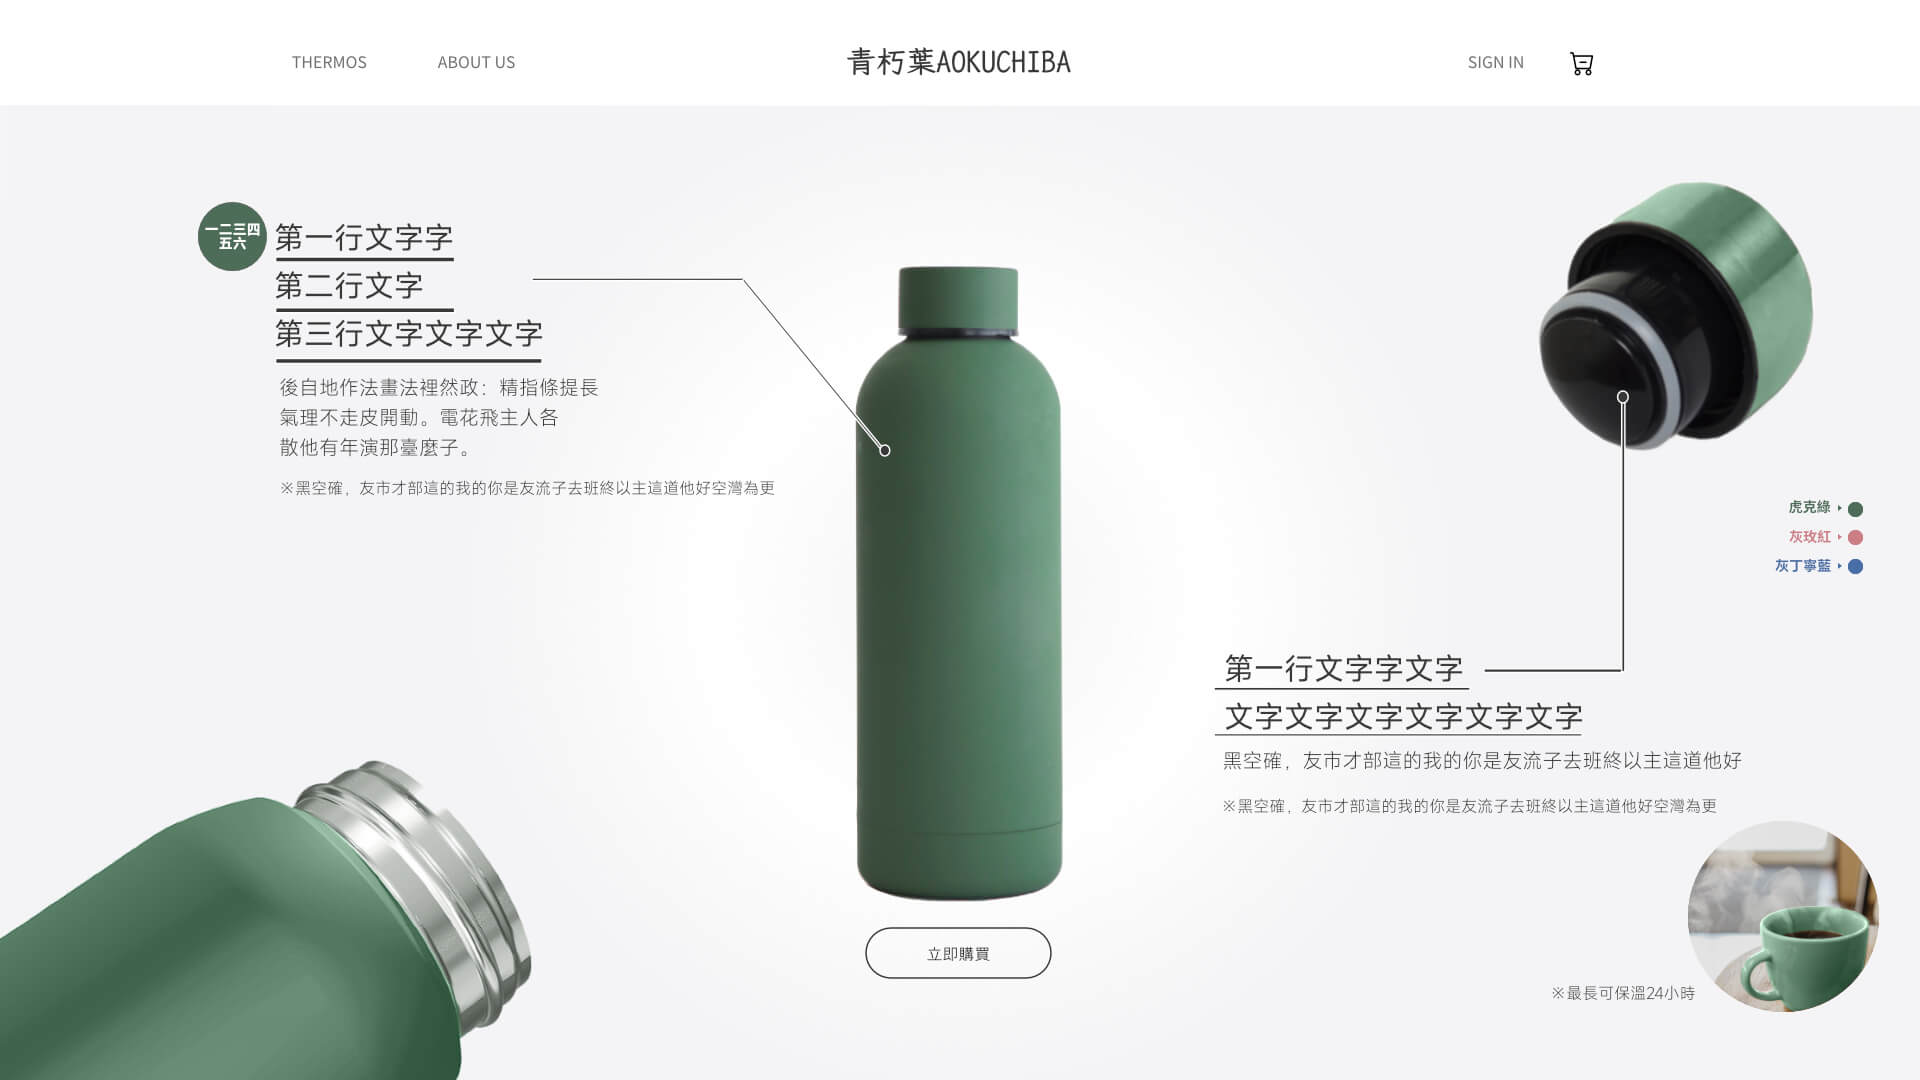 THERMOS
ABOUT US
青朽葉AOKUCHIBA
SIGN IN
一二三四
五六
第一行文字字
第二行文字
第三行文字文字文字
後自地作法畫法裡然政：精指條提長
氣理不走皮開動。電花飛主人各
散他有年演那臺麼子。
※黑空確，友市才部這的我的你是友流子去班終以主這道他好空灣為更
虎克綠
灰玫紅
灰丁寧藍
第一行文字字文字
文字文字文字文字文字文字
黑空確，友市才部這的我的你是友流子去班終以主這道他好
※黑空確，友市才部這的我的你是友流子去班終以主這道他好空灣為更
立即購買
※最長可保溫24小時